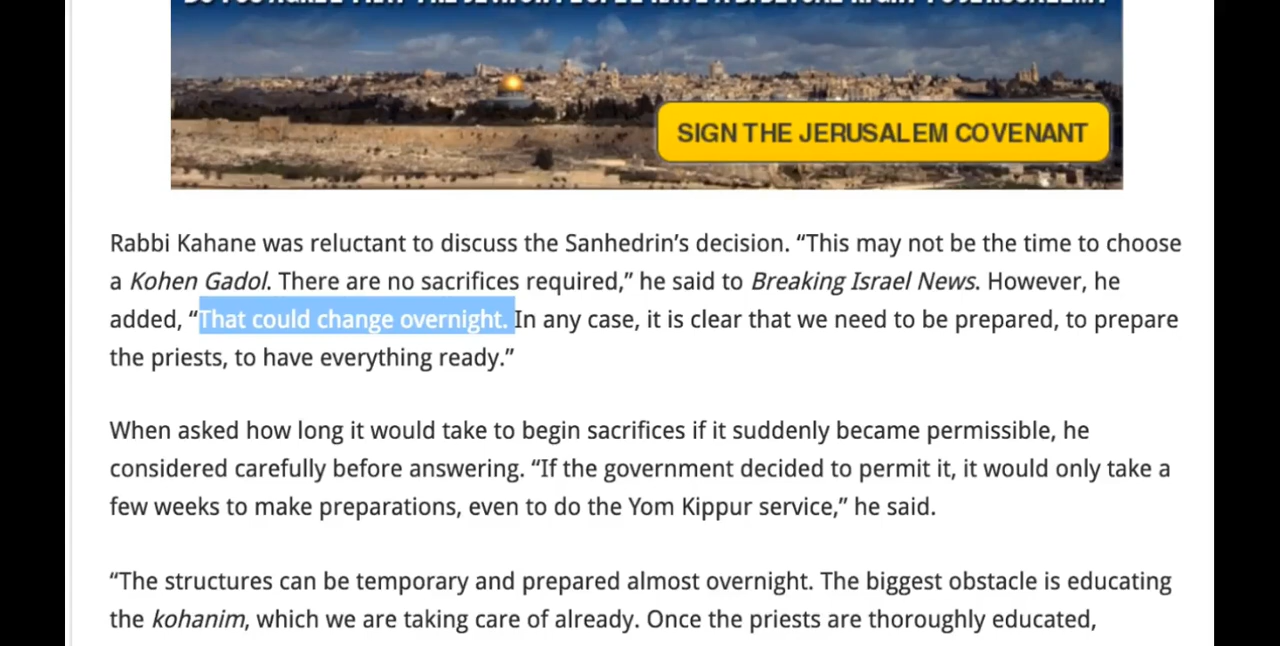 SIGN THE JERUSALEM COVENANT
Rabbi Kahane was reluctant to discuss the Sanhedrin’s decision. “This may not be the time to choose
a Kohen Gadol. There are no sacrifices required,” he said to Breaking Israel News. However, he
added, “That could change overnight. In any case, it is clear that we need to be prepared, to prepare
the priests, to have everything ready.”
When asked how long it would take to begin sacrifices if it suddenly became permissible, he
considered carefully before answering. “If the government decided to permit it, it would only take a
few weeks to make preparations, even to do the Yom Kippur service,” he said.
“The structures can be temporary and prepared almost overnight. The biggest obstacle is educating
the kohanim, which we are taking care of already. Once the priests are thoroughly educated,